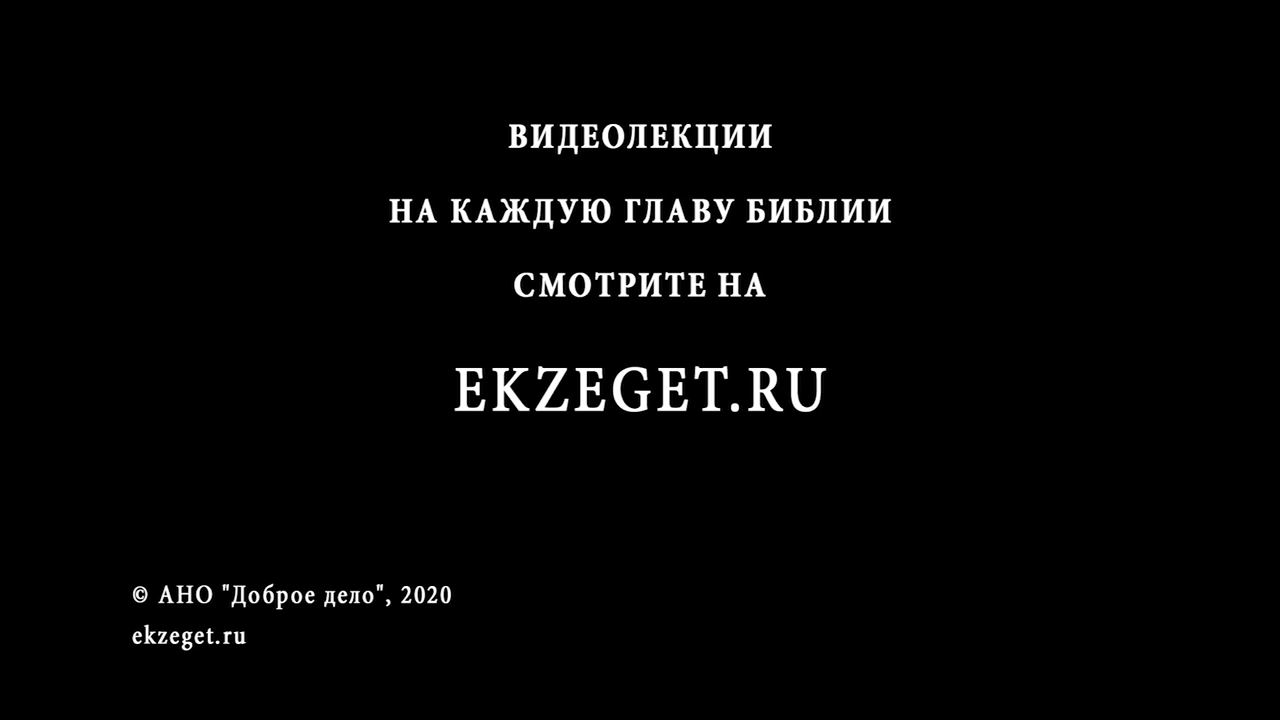 ВИДЕОЛЕКЦИИ
НА КАЖДУЮ ГЛАВУ БИБЛИИ
СМОТРИТЕ НА
EKZEGET.RU
© АНО "Доброе дело", 2020
ekzeget.ru